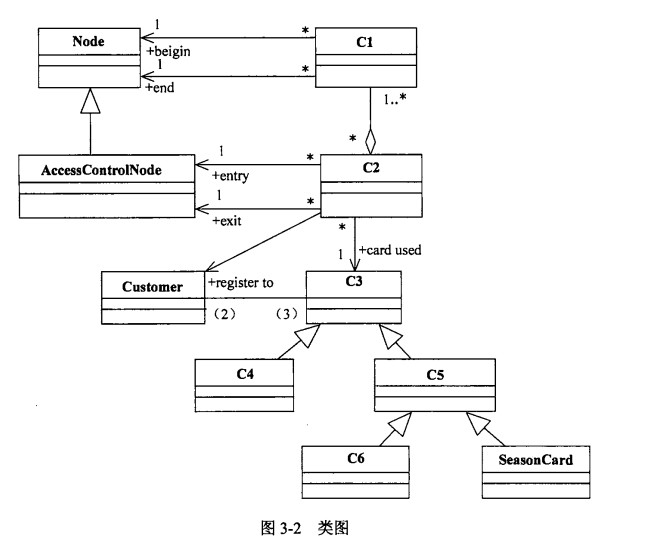 Node
C1
1
*
+beigin
1
*
+end
1..*
*
AccessControlNode
C2
1
*
+entry
1
*
+exit
*
1
+card used
Customer
+register to
C3
（2）
（3）
C4
C5
C6
SeasonCard
图 3-2 类图